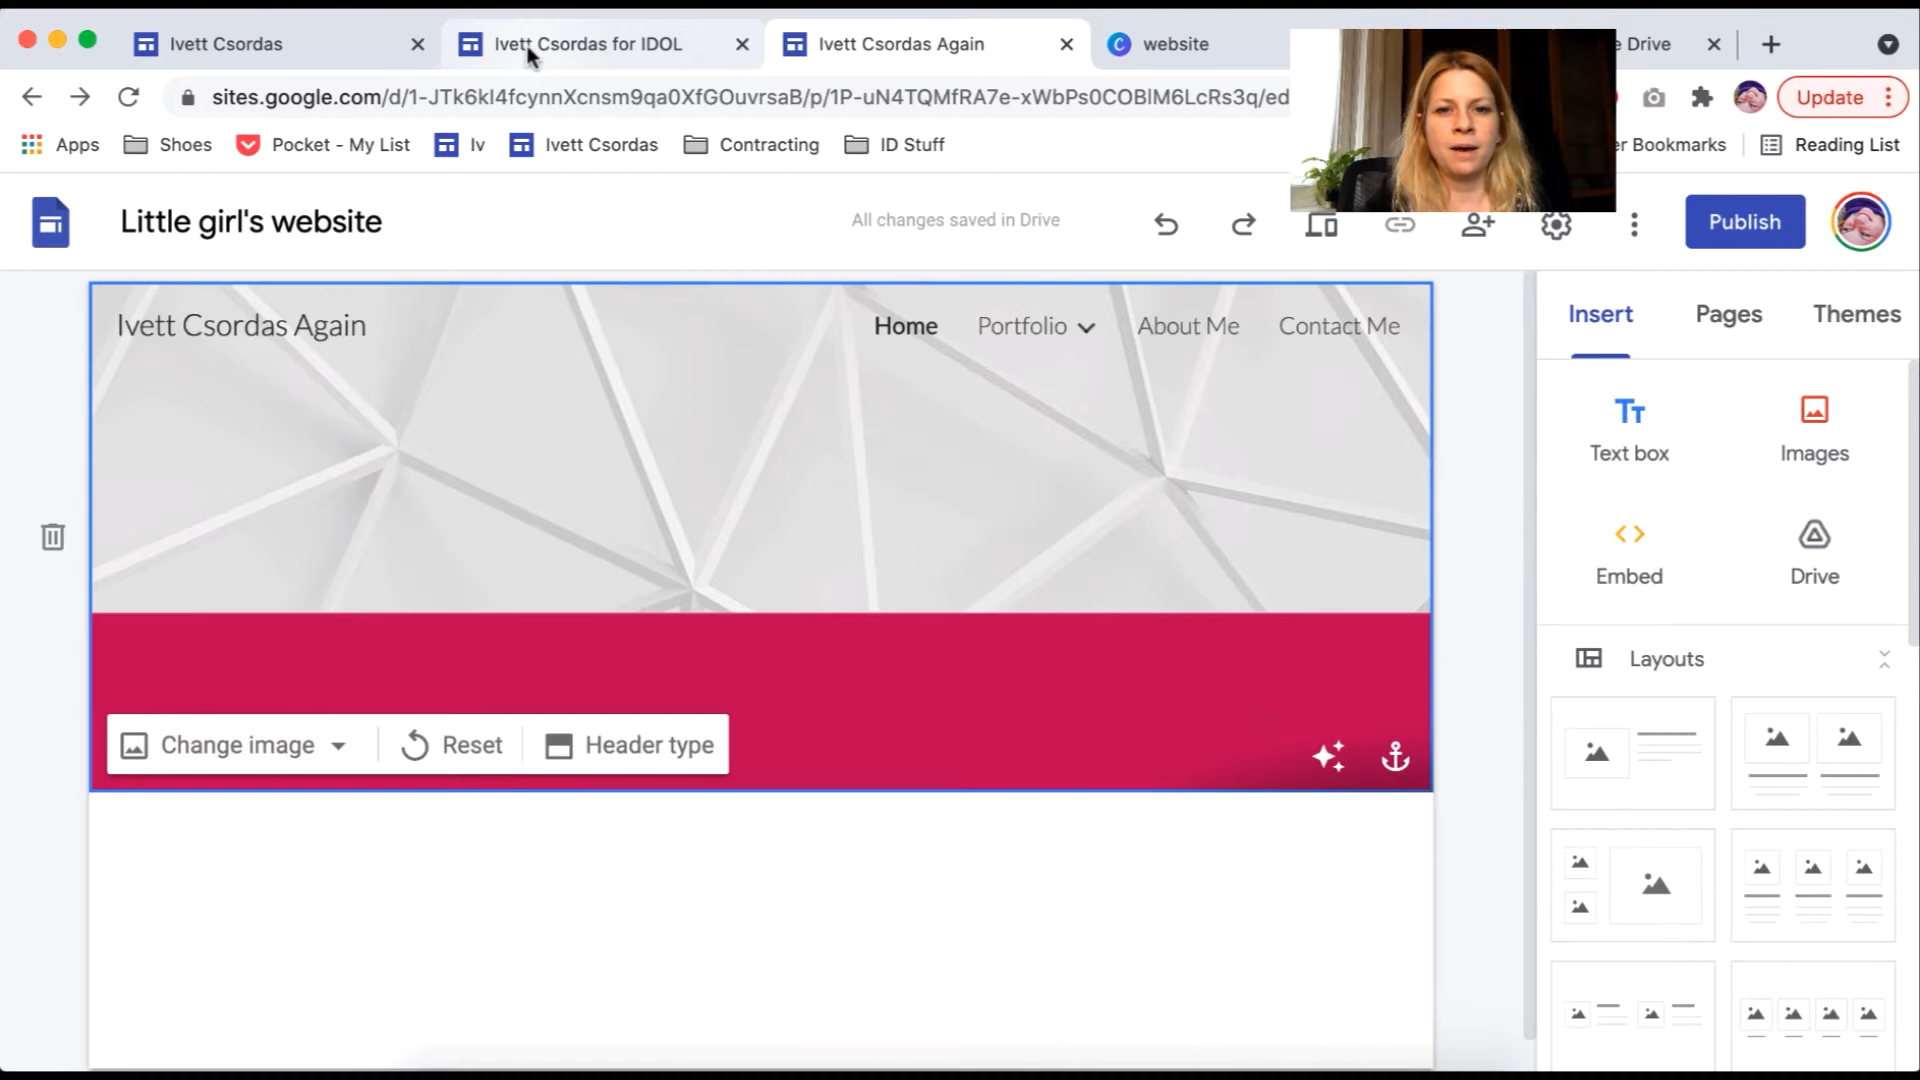 Ivett Csordas
Ivett Csordas for IDOL
Ivett Csordas Again
website
e Drive
sites.google.com/d/1-JTk6kI4fcynnXcnsm9qa0XfGOuvrsaB/p/1P-uN4TQMfRA7e-xWbPs0COBlM6LcRs3q/ed
Update
Apps
Shoes
Pocket - My List
Iv
Ivett Csordas
Contracting
ID Stuff
er Bookmarks
Reading List
Little girl's website
All changes saved in Drive
Publish
Ivett Csordas Again
Home
Portfolio
About Me
Contact Me
Insert
Pages
Themes
Text box
Images
Embed
Drive
Layouts
Change image
Reset
Header type